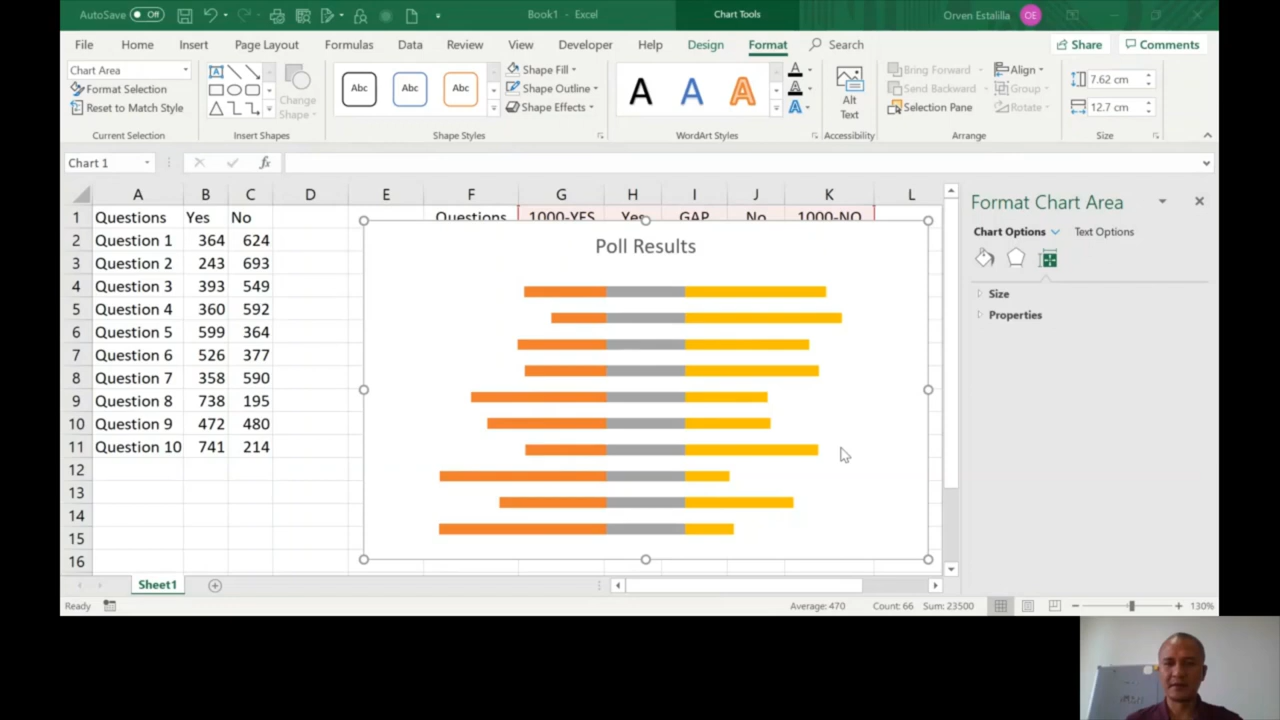 AutoSave Off
Book1 - Excel
Chart Tools
Orven Estalilla OE
File Home Insert Page Layout Formulas Data Review View Developer Help Design Format Search Share Comments
Chart Area
Format Selection
Reset to Match Style
Current Selection
Change
Shape
Insert Shapes
Abc Abc Abc
Shape Fill
Shape Outline
Shape Effects
Shape Styles
A A A
WordArt Styles
Alt
Text
Accessibility
Bring Forward
Send Backward
Selection Pane
Align
Group
Rotate
Arrange
7.62 cm
12.7 cm
Size
Chart 1
fx
A B C D E F G H I J K L
1 Questions Yes No Questions 1000-YES Yes GAP No 1000-NO
2 Question 1 364 624
3 Question 2 243 693
4 Question 3 393 549
5 Question 4 360 592
6 Question 5 599 364
7 Question 6 526 377
8 Question 7 358 590
9 Question 8 738 195
10 Question 9 472 480
11 Question 10 741 214
12
13
14
15
16
Poll Results
Format Chart Area
Chart Options Text Options
Size
Properties
Sheet1
Ready
Average: 470 Count: 66 Sum: 23500
130%